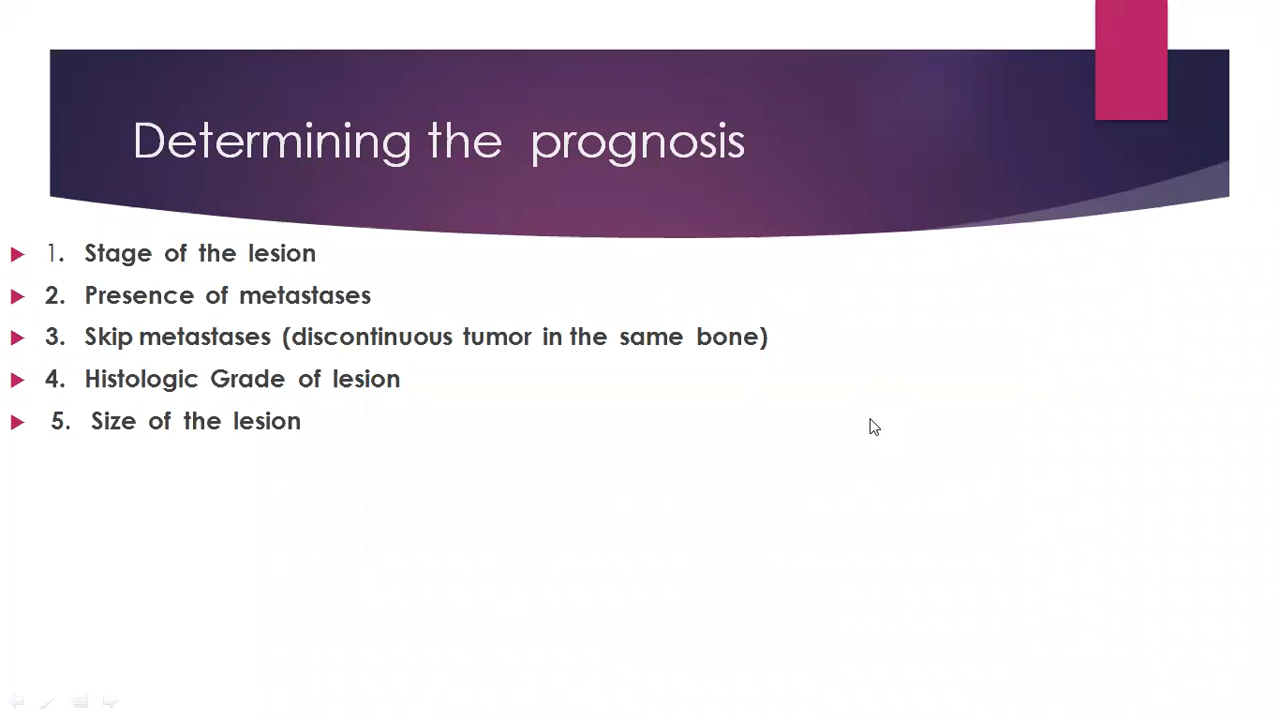 Determining the prognosis
1. Stage of the lesion
2. Presence of metastases
3. Skip metastases (discontinuous tumor in the same bone)
4. Histologic Grade of lesion
5. Size of the lesion